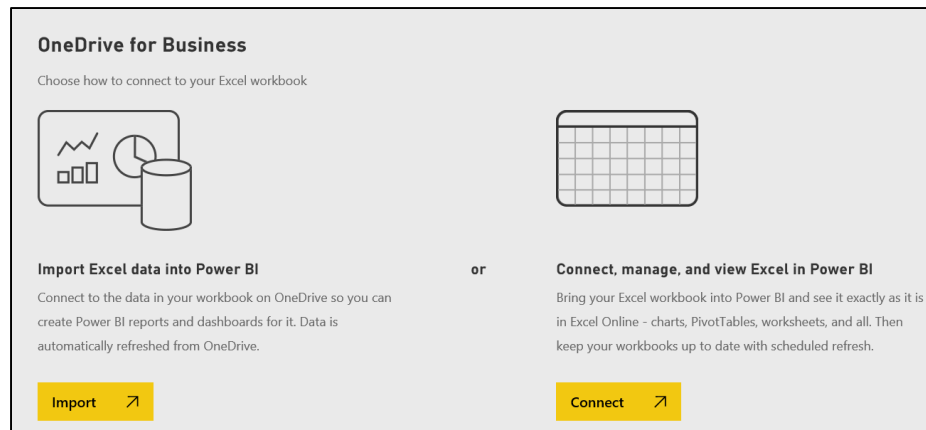 OneDrive for Business
Choose how to connect to your Excel workbook
Import Excel data into Power BI
Connect to the data in your workbook on OneDrive so you can
create Power BI reports and dashboards for it. Data is
automatically refreshed from OneDrive.
Import
or
Connect, manage, and view Excel in Power BI
Bring your Excel workbook into Power BI and see it exactly as it is
in Excel Online - charts, PivotTables, worksheets, and all. Then
keep your workbooks up to date with scheduled refresh.
Connect